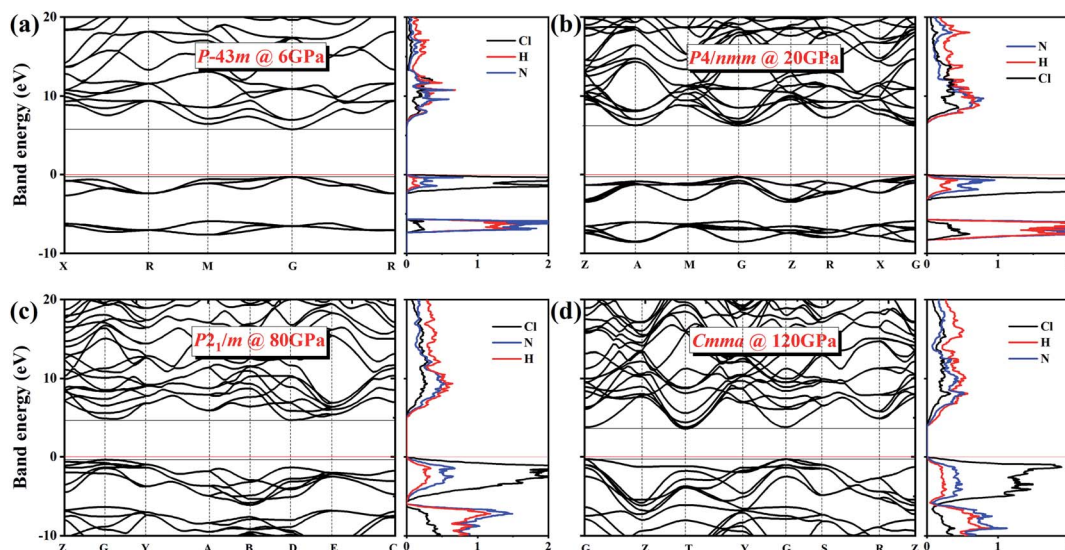 (a)
P-43m @ 6GPa
Cl
H
N
Band energy (eV)
20
10
0
-10
X R M G R
0 1 2
(b)
P4/nmm @ 20GPa
N
H
Cl
Z A M G Z R X G
0 1
(c)
P2₁/m @ 80GPa
Cl
H
N
Band energy (eV)
20
10
0
-10
Z G Y A B D E C
0 1 2
(d)
Cmma @ 120GPa
Cl
H
N
G Z T Y G S R Z
0 1